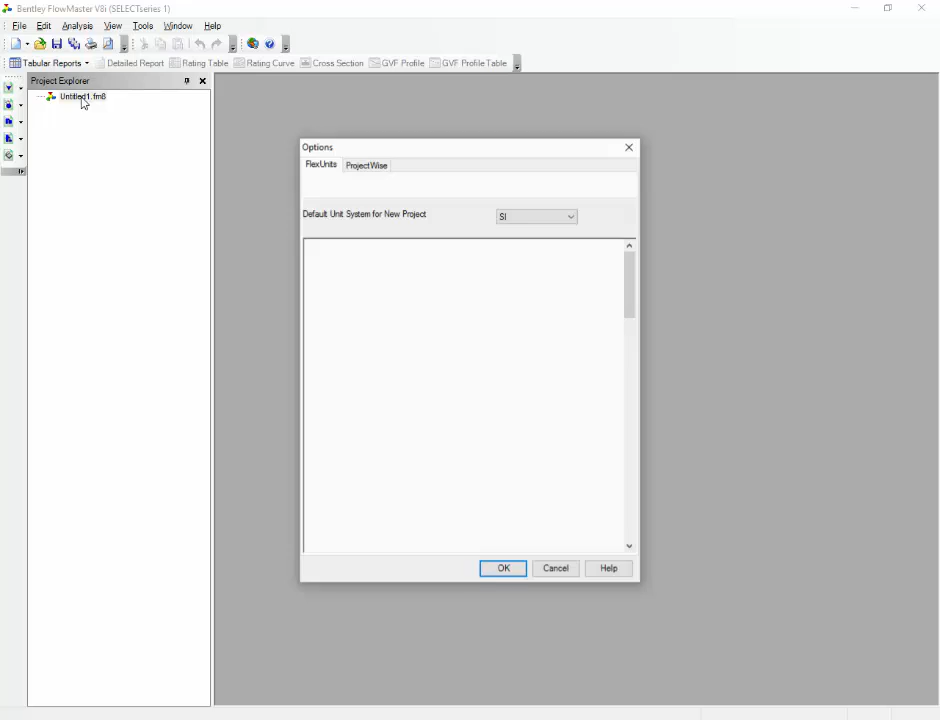 Bentley FlowMaster V8i (SELECTseries 1)
File Edit Analysis View Tools Window Help
Tabular Reports Detailed Report Rating Table Rating Curve Cross Section GVF Profile GVF Profile Table
Project Explorer
Untitled1.fm8
Options
FlexUnits ProjectWise
Default Unit System for New Project SI
OK Cancel Help